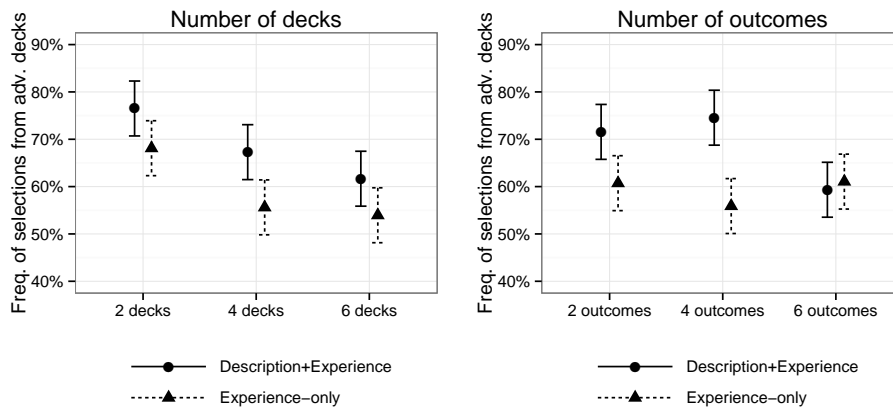 Number of decks
Freq. of selections from adv. decks
90%
80%
70%
60%
50%
40%
2 decks 4 decks 6 decks
Description+Experience
Experience−only
Number of outcomes
Freq. of selections from adv. decks
90%
80%
70%
60%
50%
40%
2 outcomes 4 outcomes 6 outcomes
Description+Experience
Experience−only